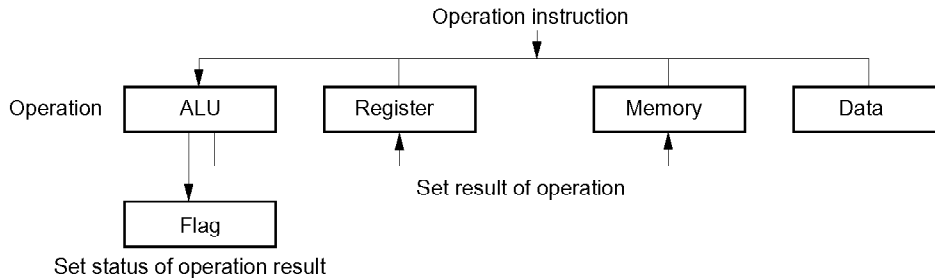 Operation instruction
Operation
ALU
Register
Memory
Data
Set result of operation
Flag
Set status of operation result